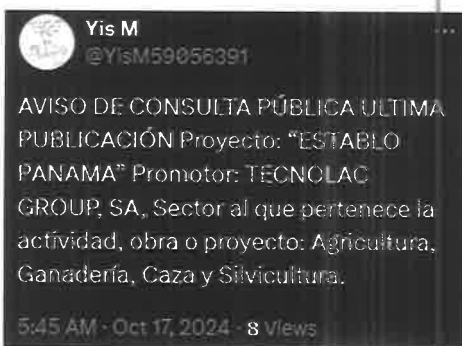 Yis M
@YisM59056391
AVISO DE CONSULTA PÚBLICA ULTIMA
PUBLICACIÓN Proyecto: “ESTABLO
PANAMA” Promotor: TECNOLAC
GROUP, SA, Sector al que pertenece la
actividad, obra o proyecto: Agricultura,
Ganadería, Caza y Silvicultura.
5:45 AM · Oct 17, 2024 · 8 Views